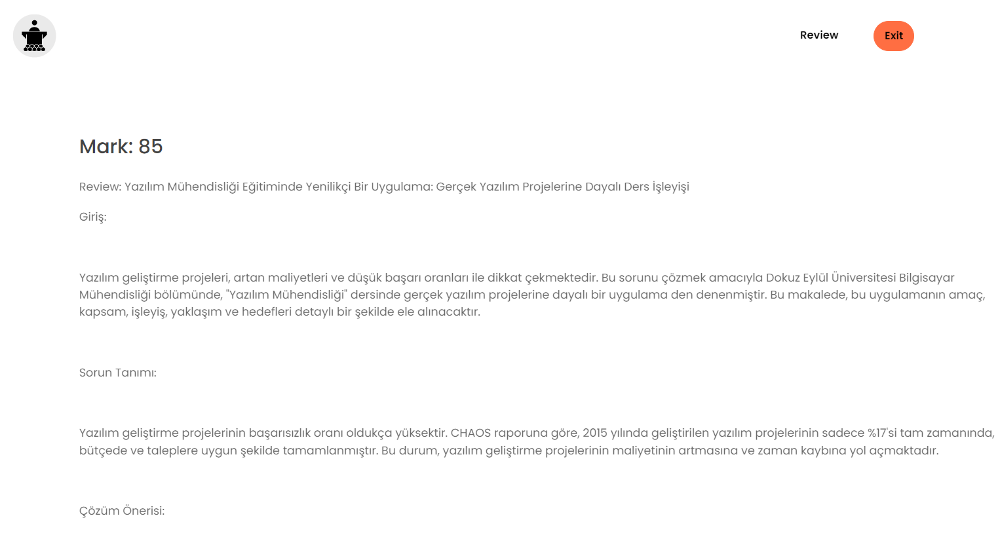 Review
Exit
Mark: 85
Review: Yazılım Mühendisliği Eğitiminde Yenilikçi Bir Uygulama: Gerçek Yazılım Projelerine Dayalı Ders İşleyişi
Giriş:
Yazılım geliştirme projeleri, artan maliyetleri ve düşük başarı oranları ile dikkat çekmektedir. Bu sorunu çözmek amacıyla Dokuz Eylül Üniversitesi Bilgisayar
Mühendisliği bölümünde, "Yazılım Mühendisliği" dersinde gerçek yazılım projelerine dayalı bir uygulama den denenmiştir. Bu makalede, bu uygulamanın amaç,
kapsam, işleyiş, yaklaşım ve hedefleri detaylı bir şekilde ele alınacaktır.
Sorun Tanımı:
Yazılım geliştirme projelerinin başarısızlık oranı oldukça yüksektir. CHAOS raporuna göre, 2015 yılında geliştirilen yazılım projelerinin sadece %17'si tam zamanında,
bütçede ve taleplere uygun şekilde tamamlanmıştır. Bu durum, yazılım geliştirme projelerinin maliyetinin artmasına ve zaman kaybına yol açmaktadır.
Çözüm Önerisi: